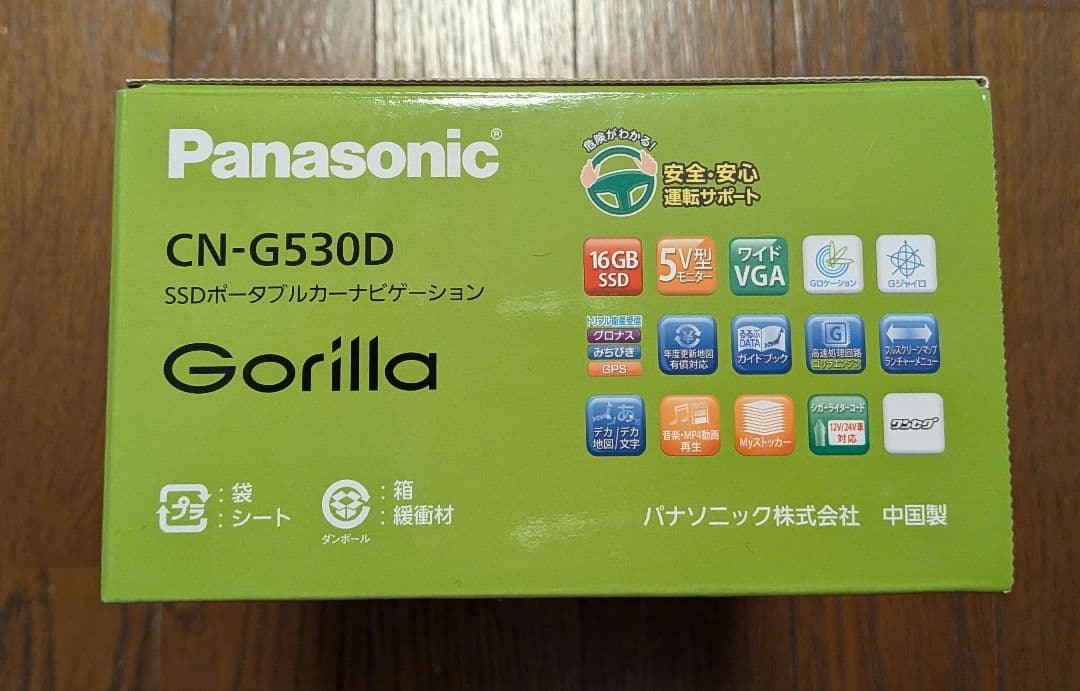 Panasonic®
CN-G530D
SSDポータブルカーナビゲーション
Gorilla
プラ
：袋
：シート
ダンボール
：箱
：緩衝材
危険がわかる!
安全・安心
運転サポート
16GB
SSD
5V型
モニター
ワイド
VGA
Gロケーション
Gジャイロ
トリプル衛星受信
グロナス
みちびき
GPS
年度更新地図
有償対応
るるぶ
DATA
ガイドブック
G
高速処理回路
ゴリラエンジン
フルスクリーンマップ
ランチャーメニュー
あ
デカ
地図
デカ
文字
音楽・MP4動画
再生
Myストッカー
シガーライターコード
12V/24V車
対応
ワンセグ
パナソニック株式会社 中国製